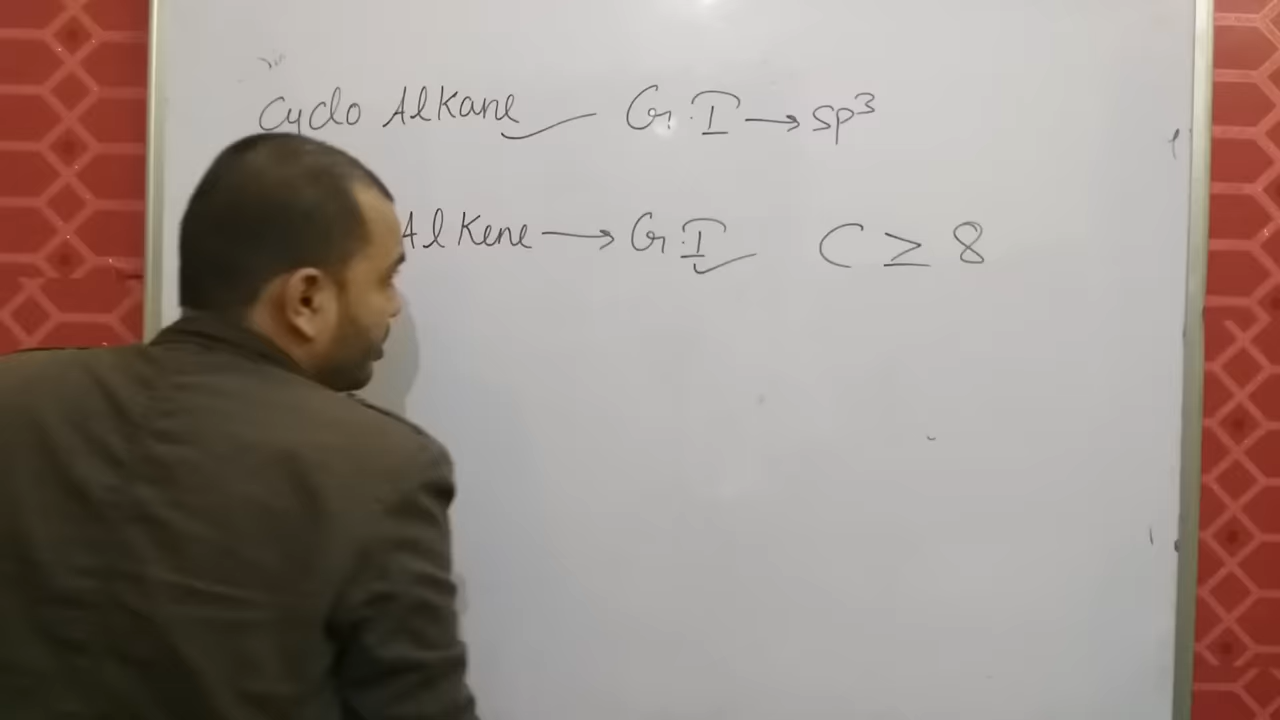 Cyclo Alkane G.I → sp³
Alkene → G.I C ≥ 8